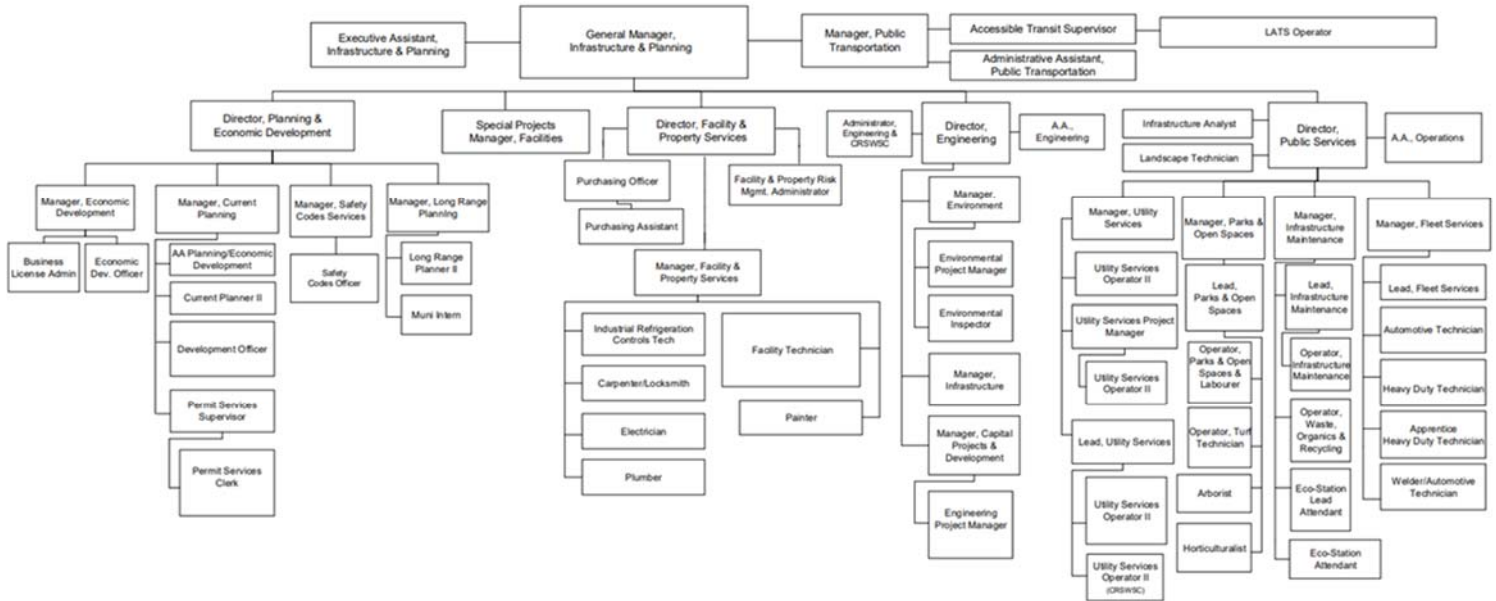 Executive Assistant,
Infrastructure & Planning
General Manager,
Infrastructure & Planning
Manager, Public
Transportation
Accessible Transit Supervisor
LATS Operator
Administrative Assistant,
Public Transportation
Director, Planning &
Economic Development
Special Projects
Manager, Facilities
Director, Facility &
Property Services
Administrator,
Engineering &
CRSWSC
Director,
Engineering
A.A.,
Engineering
Infrastructure Analyst
Landscape Technician
Director,
Public Services
A.A., Operations
Manager, Economic
Development
Business
License Admin
Economic
Dev. Officer
Manager, Current
Planning
AA Planning/Economic
Development
Current Planner II
Development Officer
Permit Services
Supervisor
Permit Services
Clerk
Manager, Safety
Codes Services
Safety
Codes Officer
Manager, Long Range
Planning
Long Range
Planner II
Muni Intern
Purchasing Officer
Purchasing Assistant
Facility & Property Risk
Mgmt. Administrator
Manager, Facility &
Property Services
Industrial Refrigeration
Controls Tech
Carpenter/Locksmith
Electrician
Plumber
Facility Technician
Painter
Manager,
Environment
Environmental
Project Manager
Environmental
Inspector
Manager,
Infrastructure
Manager, Capital
Projects &
Development
Engineering
Project Manager
Manager, Utility
Services
Utility Services
Operator II
Utility Services Project
Manager
Utility Services
Operator II
Lead, Utility Services
Utility Services
Operator II
Utility Services
Operator II
(CRSWSC)
Manager, Parks &
Open Spaces
Lead,
Parks & Open
Spaces
Operator,
Parks & Open
Spaces &
Labourer
Operator, Turf
Technician
Arborist
Horticulturalist
Manager,
Infrastructure
Maintenance
Lead,
Infrastructure
Maintenance
Operator,
Infrastructure
Maintenance
Operator,
Waste,
Organics &
Recycling
Eco-Station
Lead
Attendant
Eco-Station
Attendant
Manager, Fleet Services
Lead, Fleet Services
Automotive Technician
Heavy Duty Technician
Apprentice
Heavy Duty Technician
Welder/Automotive
Technician